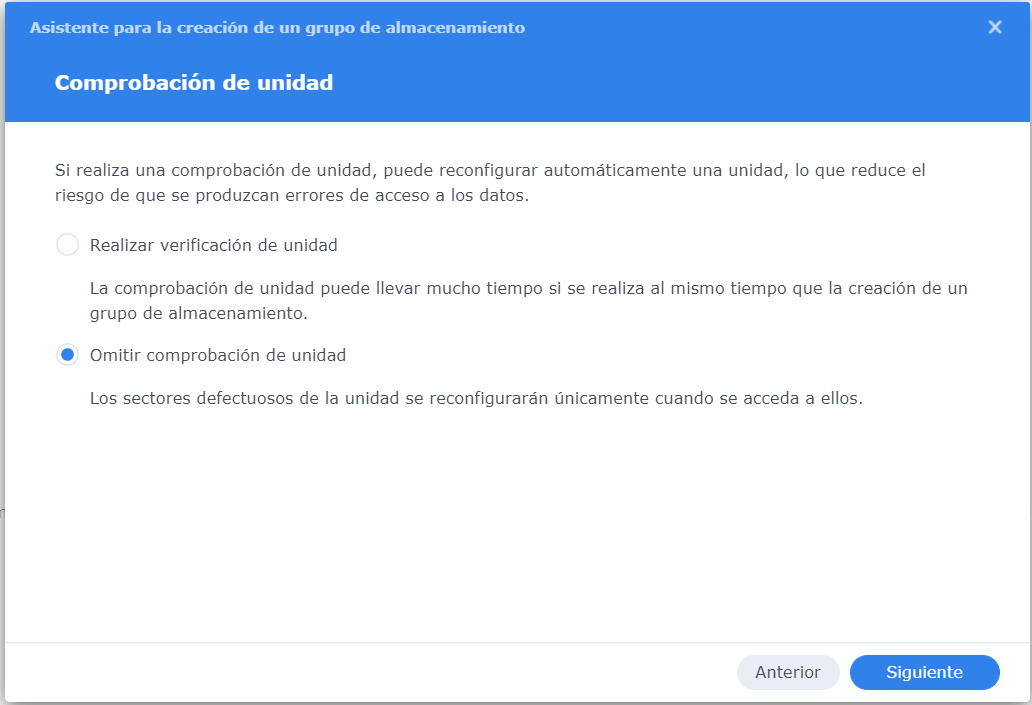 Asistente para la creación de un grupo de almacenamiento
Comprobación de unidad
Si realiza una comprobación de unidad, puede reconfigurar automáticamente una unidad, lo que reduce el
riesgo de que se produzcan errores de acceso a los datos.
Realizar verificación de unidad
La comprobación de unidad puede llevar mucho tiempo si se realiza al mismo tiempo que la creación de un
grupo de almacenamiento.
Omitir comprobación de unidad
Los sectores defectuosos de la unidad se reconfigurarán únicamente cuando se acceda a ellos.
Anterior
Siguiente